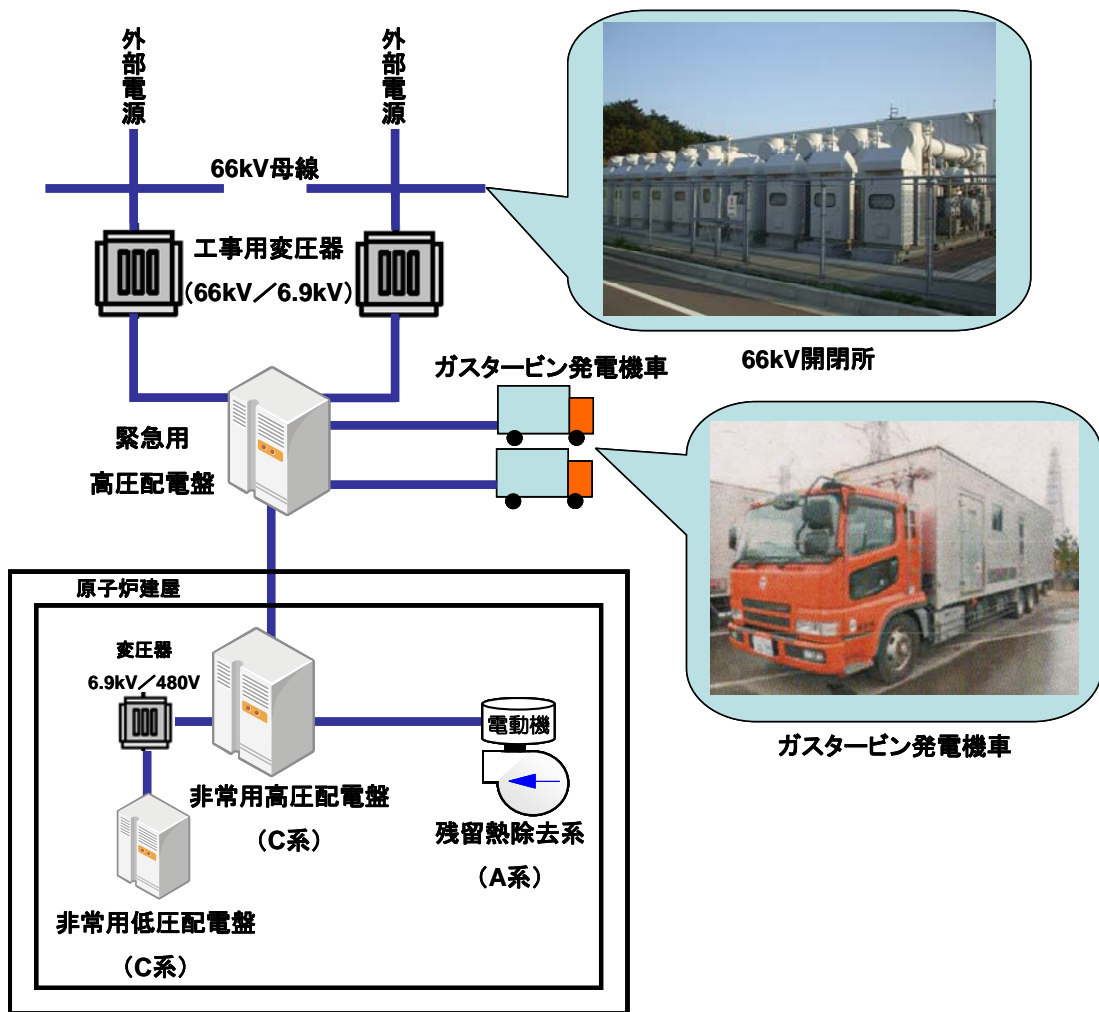 外部電源
外部電源
66kV母線
工事用変圧器
（66kV／6.9kV）
66kV開閉所
ガスタービン発電機車
緊急用
高圧配電盤
原子炉建屋
変圧器
6.9kV／480V
電動機
ガスタービン発電機車
非常用高圧配電盤
（C系）
残留熱除去系
（A系）
非常用低圧配電盤
（C系）